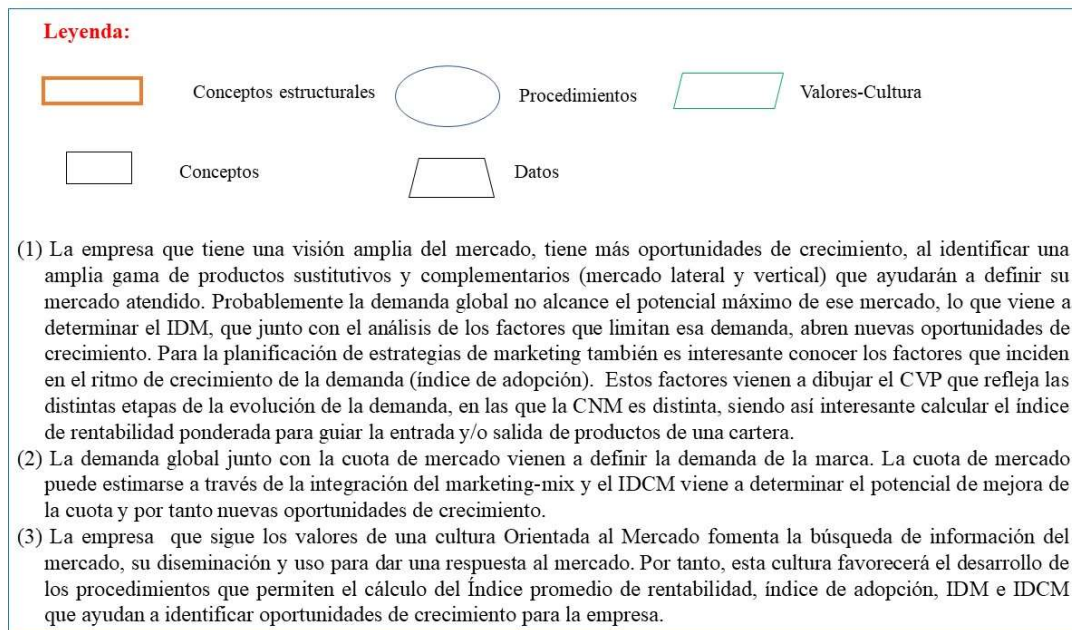 Leyenda:
Conceptos estructurales
Procedimientos
Valores-Cultura
Conceptos
Datos
(1) La empresa que tiene una visión amplia del mercado, tiene más oportunidades de crecimiento, al identificar una
amplia gama de productos sustitutivos y complementarios (mercado lateral y vertical) que ayudarán a definir su
mercado atendido. Probablemente la demanda global no alcance el potencial máximo de ese mercado, lo que viene a
determinar el IDM, que junto con el análisis de los factores que limitan esa demanda, abren nuevas oportunidades de
crecimiento. Para la planificación de estrategias de marketing también es interesante conocer los factores que inciden
en el ritmo de crecimiento de la demanda (índice de adopción). Estos factores vienen a dibujar el CVP que refleja las
distintas etapas de la evolución de la demanda, en las que la CNM es distinta, siendo así interesante calcular el índice
de rentabilidad ponderada para guiar la entrada y/o salida de productos de una cartera.
(2) La demanda global junto con la cuota de mercado vienen a definir la demanda de la marca. La cuota de mercado
puede estimarse a través de la integración del marketing-mix y el IDCM viene a determinar el potencial de mejora de
la cuota y por tanto nuevas oportunidades de crecimiento.
(3) La empresa que sigue los valores de una cultura Orientada al Mercado fomenta la búsqueda de información del
mercado, su diseminación y uso para dar una respuesta al mercado. Por tanto, esta cultura favorecerá el desarrollo de
los procedimientos que permiten el cálculo del Índice promedio de rentabilidad, índice de adopción, IDM e IDCM
que ayudan a identificar oportunidades de crecimiento para la empresa.